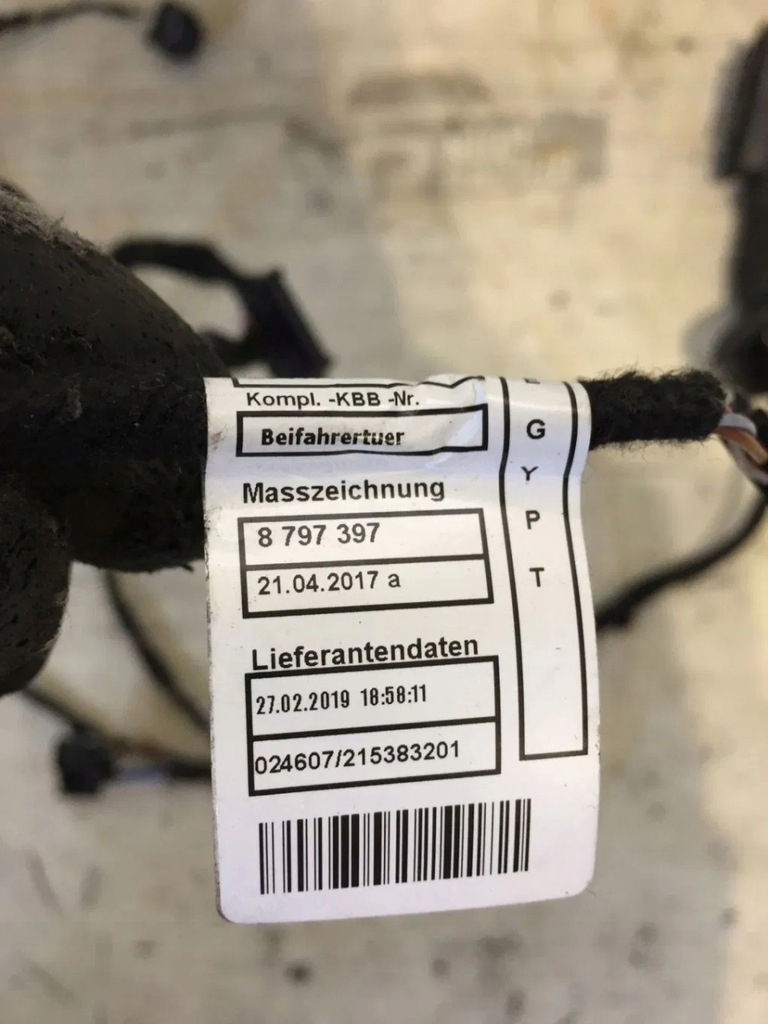 Kompl. -KBB -Nr.
Beifahrertuer
Masszeichnung
8 797 397
21.04.2017 a
Lieferantendaten
27.02.2019 18:58:11
024607/215383201
G
Y
P
T